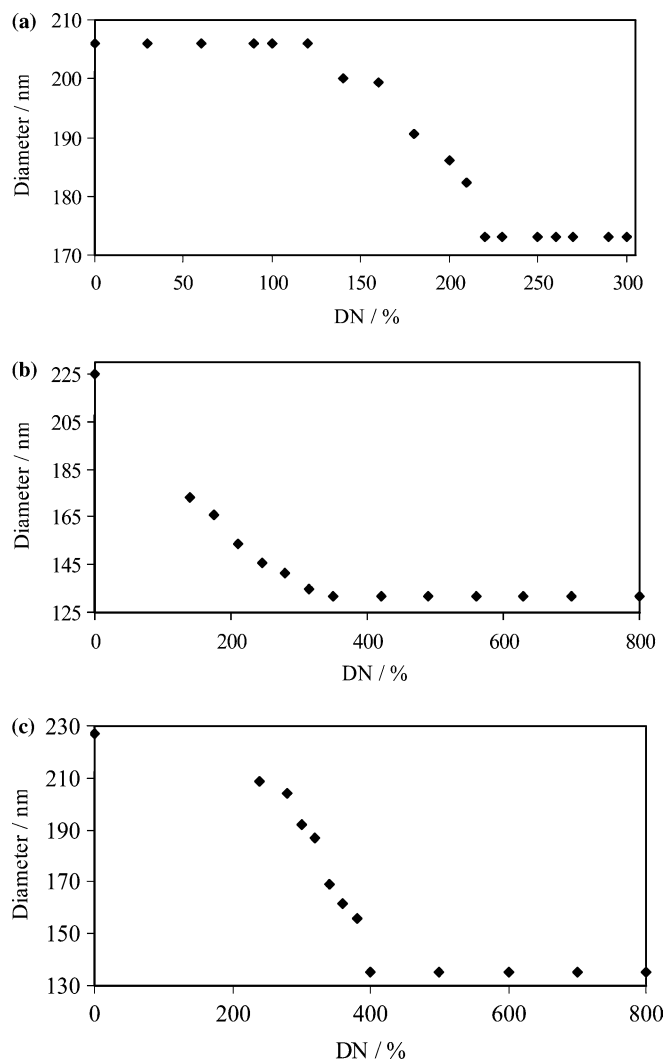 (a)
210
200
190
180
170
Diameter / nm
0 50 100 150 200 250 300
DN / %
(b)
225
205
185
165
145
125
Diameter / nm
0 200 400 600 800
DN / %
(c)
230
210
190
170
150
130
Diameter / nm
0 200 400 600 800
DN / %